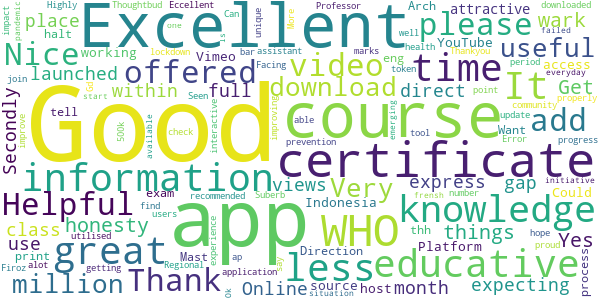 impact Highly Thoughtbud Eccellent Excellent unique Can More Professor Arch attractive downloaded
pandemic place halt lockdown is one please well wark failed
Nice working Vimeo bar assistant marks YouTube health thankyou everyday
launched offered Facing video time token eng useful access period
join Go within full download direct It Get point community properly
Secondly tell start Good improving course emerging add update
improve 500k available check interactive able prevention tool Want Error progress
information certificate
Helpful exam views Very express gap Could initiative
honesty find recommended Suberb Indonesia WHO knowledge number frensh
class users app Direction thh things Yes proud
use print utilised Mast ap Platform hope process
great experience less educative
Firoz alot getting Regional application say source host month expecting
million Thank Ok Online situation